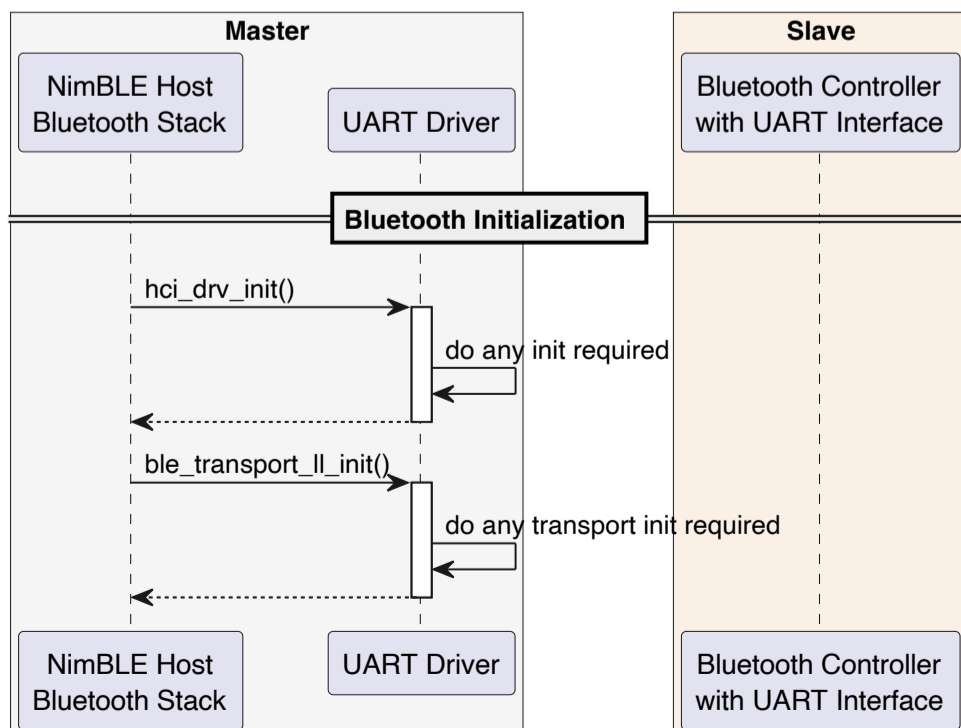 Master
Slave
NimBLE Host
Bluetooth Stack
UART Driver
Bluetooth Controller
with UART Interface
Bluetooth Initialization
hci_drv_init()
do any init required
ble_transport_ll_init()
do any transport init required
NimBLE Host
Bluetooth Stack
UART Driver
Bluetooth Controller
with UART Interface